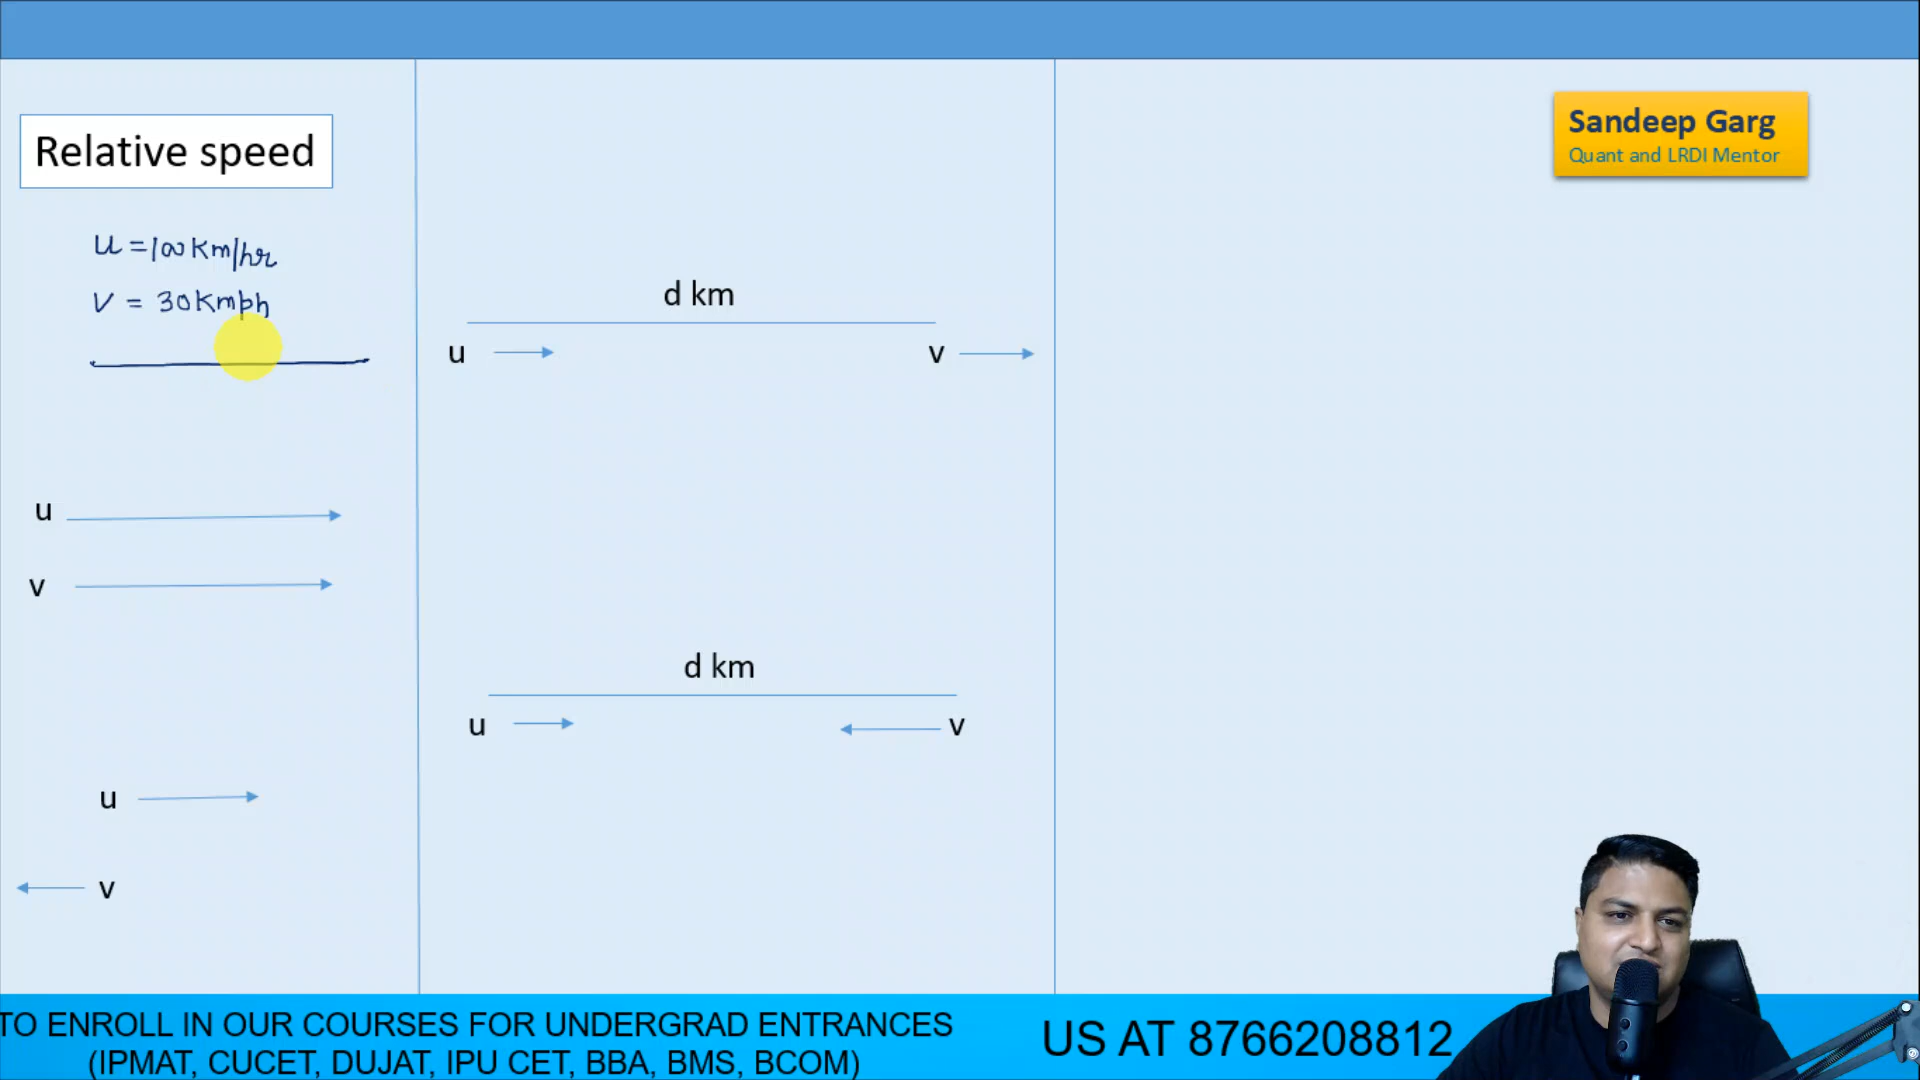 Relative speed
u = 100 Km/hr
v = 30 Kmph
u
v
u
v
d km
u
v
d km
u
v
Sandeep Garg
Quant and LRDI Mentor
TO ENROLL IN OUR COURSES FOR UNDERGRAD ENTRANCES
(IPMAT, CUCET, DUJAT, IPU CET, BBA, BMS, BCOM)
US AT 8766208812